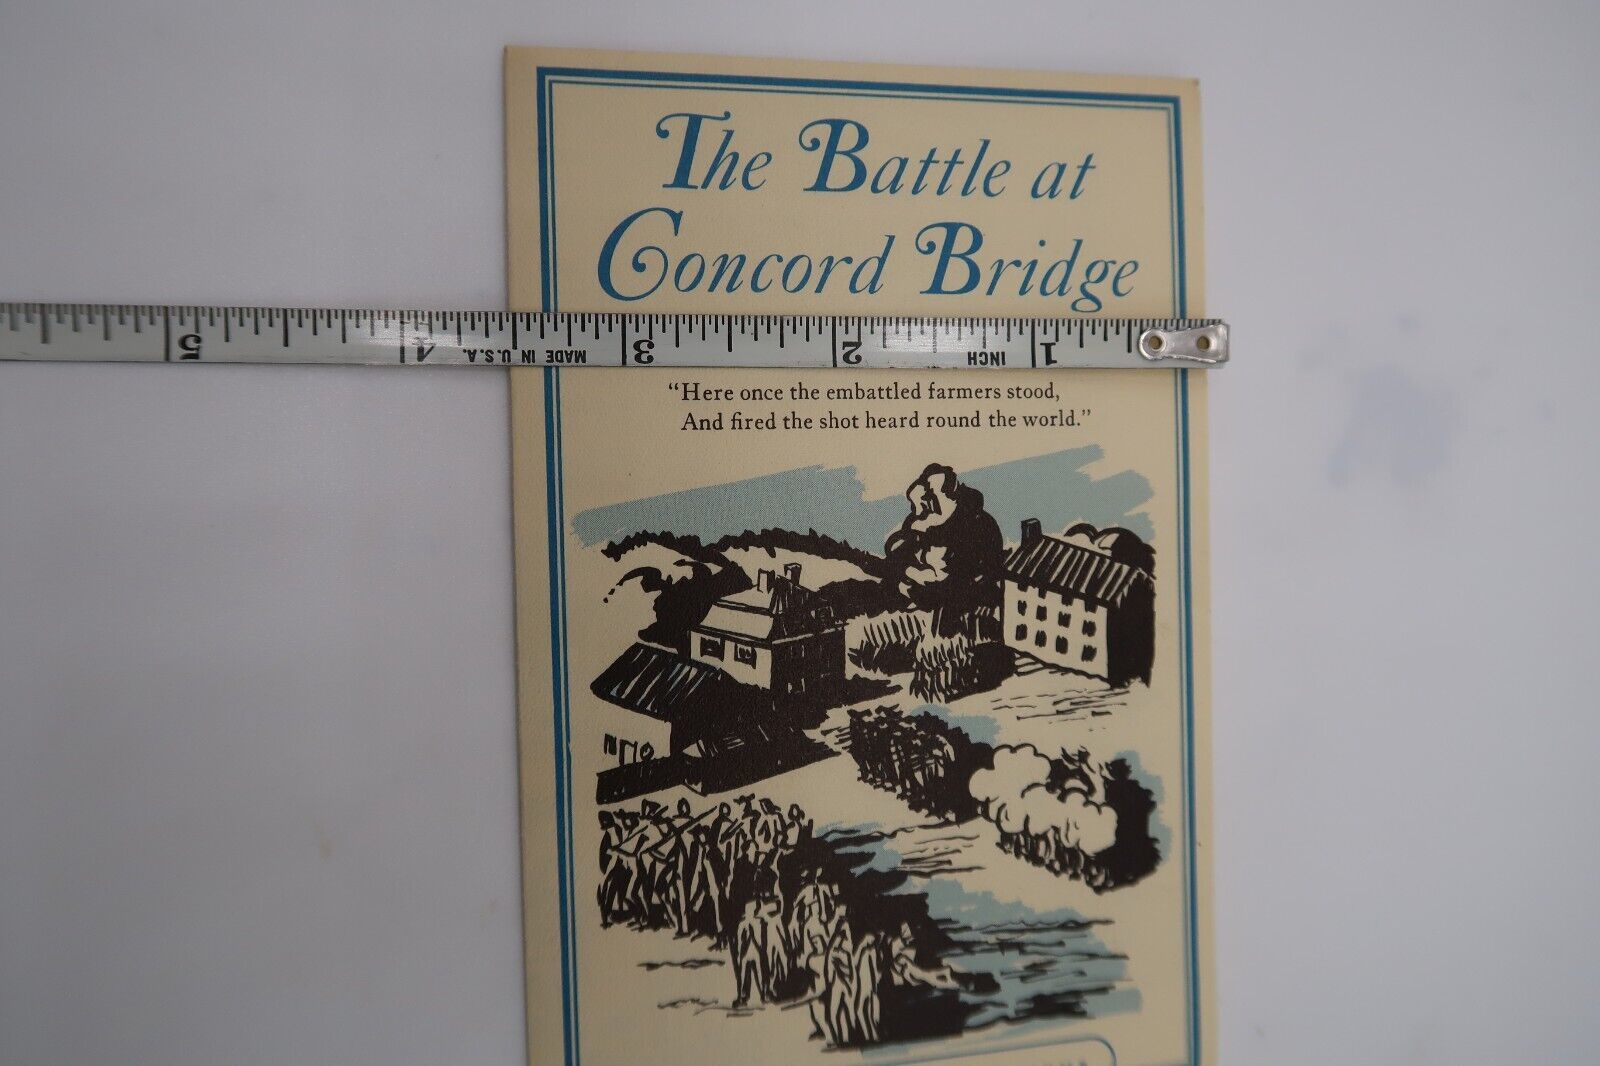 The Battle at
Concord Bridge
5 4 MADE IN U.S.A. 3 2 INCH 1
"Here once the embattled farmers stood,
And fired the shot heard round the world."